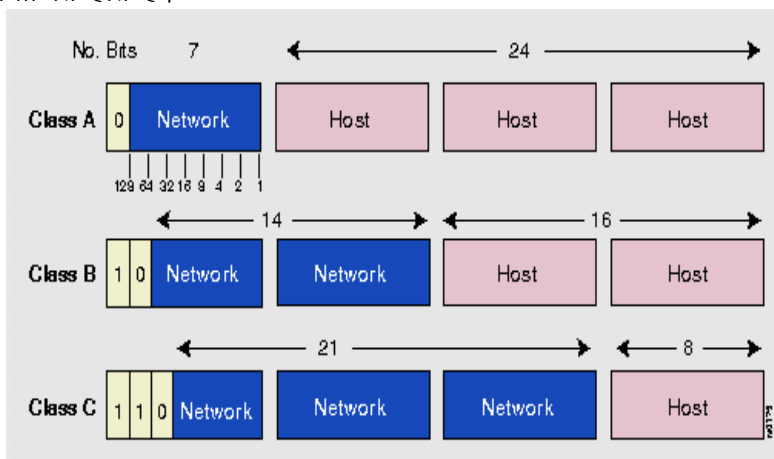 No. Bits 7 24
Class A 0 Network Host Host Host
128 64 32 16 8 4 2 1
14 16
Class B 1 0 Network Network Host Host
21 8
Class C 1 1 0 Network Network Network Host